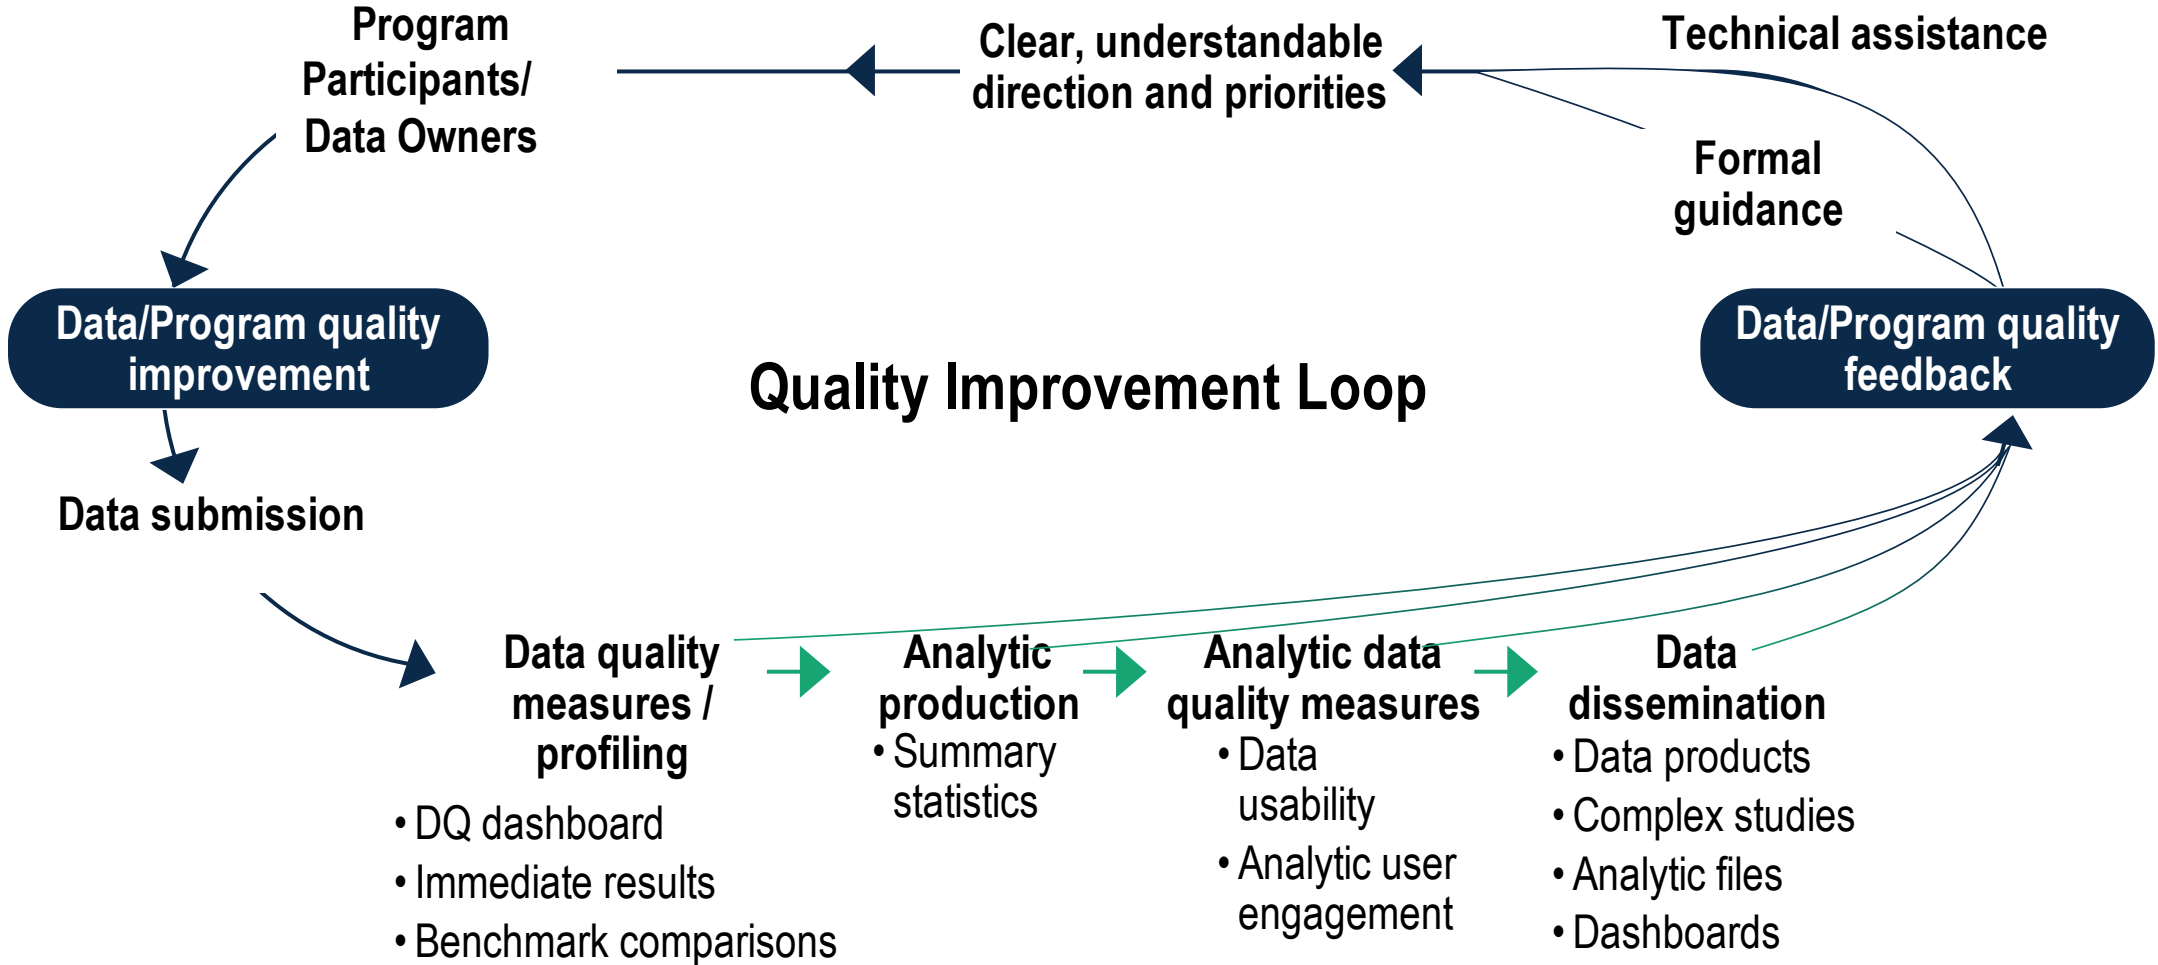 Program
Participants/
Data Owners
Clear, understandable
direction and priorities
Technical assistance
Formal
guidance
Data/Program quality
improvement
Quality Improvement Loop
Data/Program quality
feedback
Data submission
Data quality
measures /
profiling
• DQ dashboard
• Immediate results
• Benchmark comparisons
Analytic
production
• Summary
statistics
Analytic data
quality measures
• Data
usability
• Analytic user
engagement
Data
dissemination
• Data products
• Complex studies
• Analytic files
• Dashboards